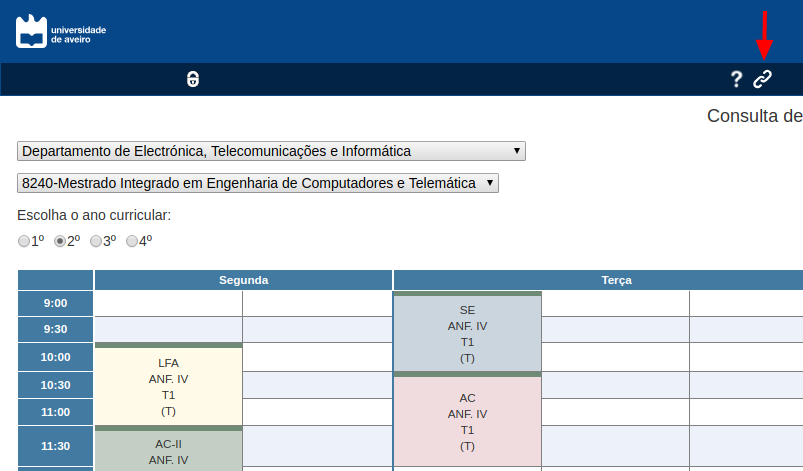 universidade
de aveiro
?
Consulta de
Departamento de Electrónica, Telecomunicações e Informática
8240-Mestrado Integrado em Engenharia de Computadores e Telemática
Escolha o ano curricular:
1º 2º 3º 4º
Segunda Terça
9:00
9:30
10:00
10:30
11:00
11:30
LFA
ANF. IV
T1
(T)
AC-II
ANF. IV
SE
ANF. IV
T1
(T)
AC
ANF. IV
T1
(T)